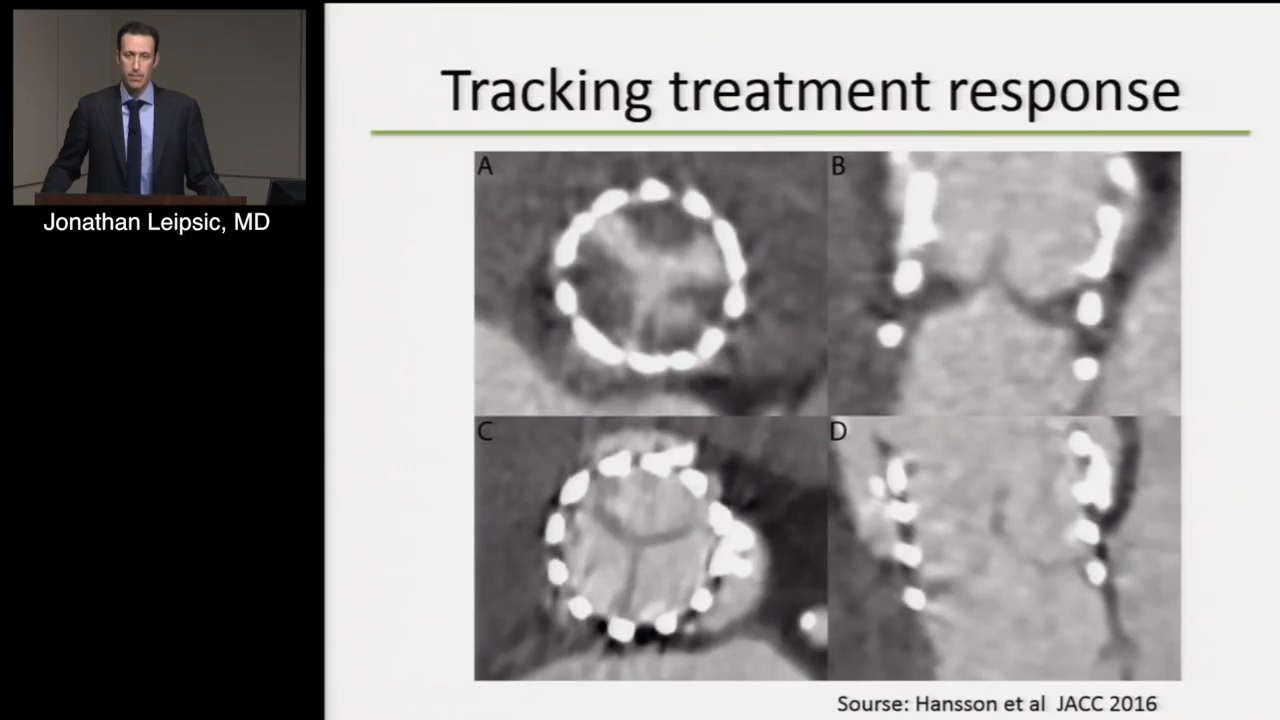 Jonathan Leipsic, MD
Tracking treatment response
A
B
C
D
Sourse: Hansson et al JACC 2016